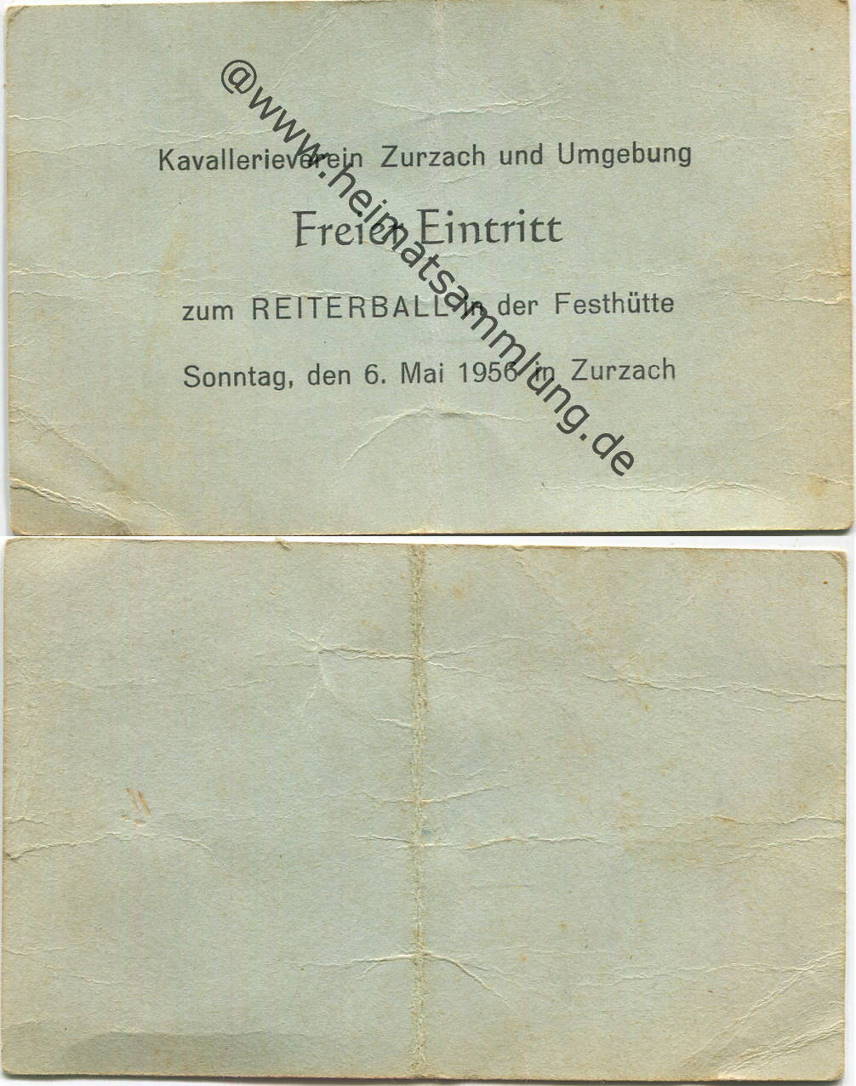 Kavallerieverein Zurzach und Umgebung
Freier Eintritt
zum REITERBALL in der Festhütte
Sonntag, den 6. Mai 1956 in Zurzach
@www.heimatsammlung.de